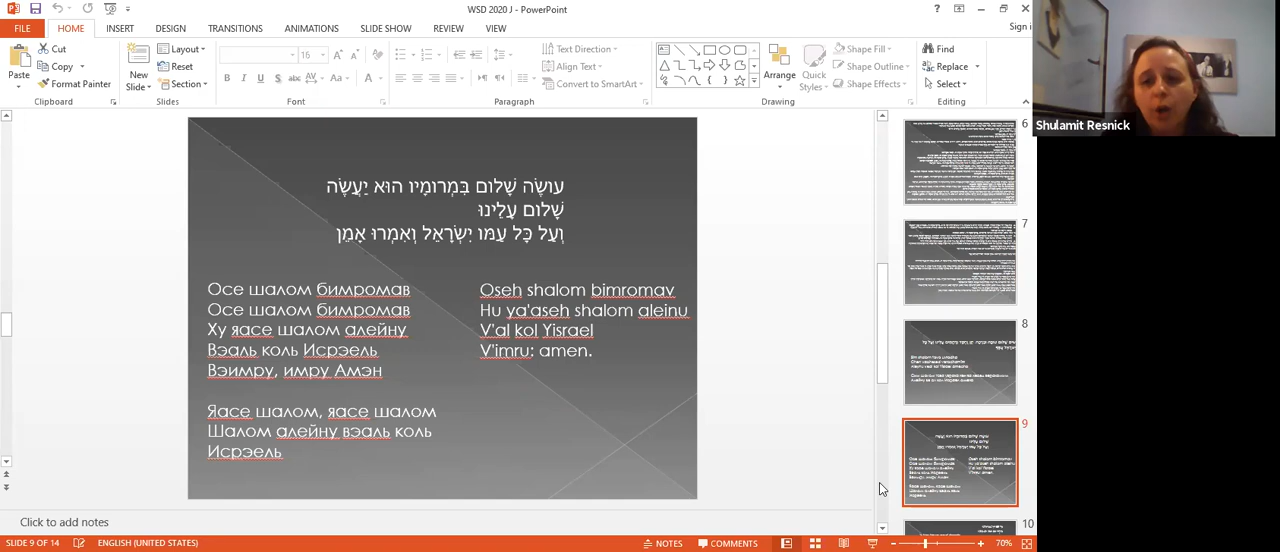 WSD 2020 J - PowerPoint
Sign i
FILE
HOME
INSERT
DESIGN
TRANSITIONS
ANIMATIONS
SLIDE SHOW
REVIEW
VIEW
Paste
Cut
Copy
Format Painter
Clipboard
New Slide
Layout
Reset
Section
Slides
16
Font
Paragraph
Text Direction
Align Text
Convert to SmartArt
Drawing
Arrange
Quick Styles
Shape Fill
Shape Outline
Shape Effects
Find
Replace
Select
Editing
Shulamit Resnick
עוֹשֶׂה שָׁלוֹם בִּמְרוֹמָיו הוּא יַעֲשֶׂה
שָׁלוֹם עָלֵינוּ
וְעַל כָּל עַמּוֹ יִשְׂרָאֵל וְאִמְרוּ אָמֵן
Осе шалом бимромав
Осе шалом бимромав
Ху яасе шалом алейну
Вэаль коль Исрэель
Вэимру, имру Амэн
Яасе шалом, яасе шалом
Шалом алейну вэаль коль
Исрэель
Oseh shalom bimromav
Hu ya'aseh shalom aleinu
V'al kol Yisrael
V'imru: amen.
6
7
8
9
10
Click to add notes
SLIDE 9 OF 14
ENGLISH (UNITED STATES)
NOTES
COMMENTS
70%